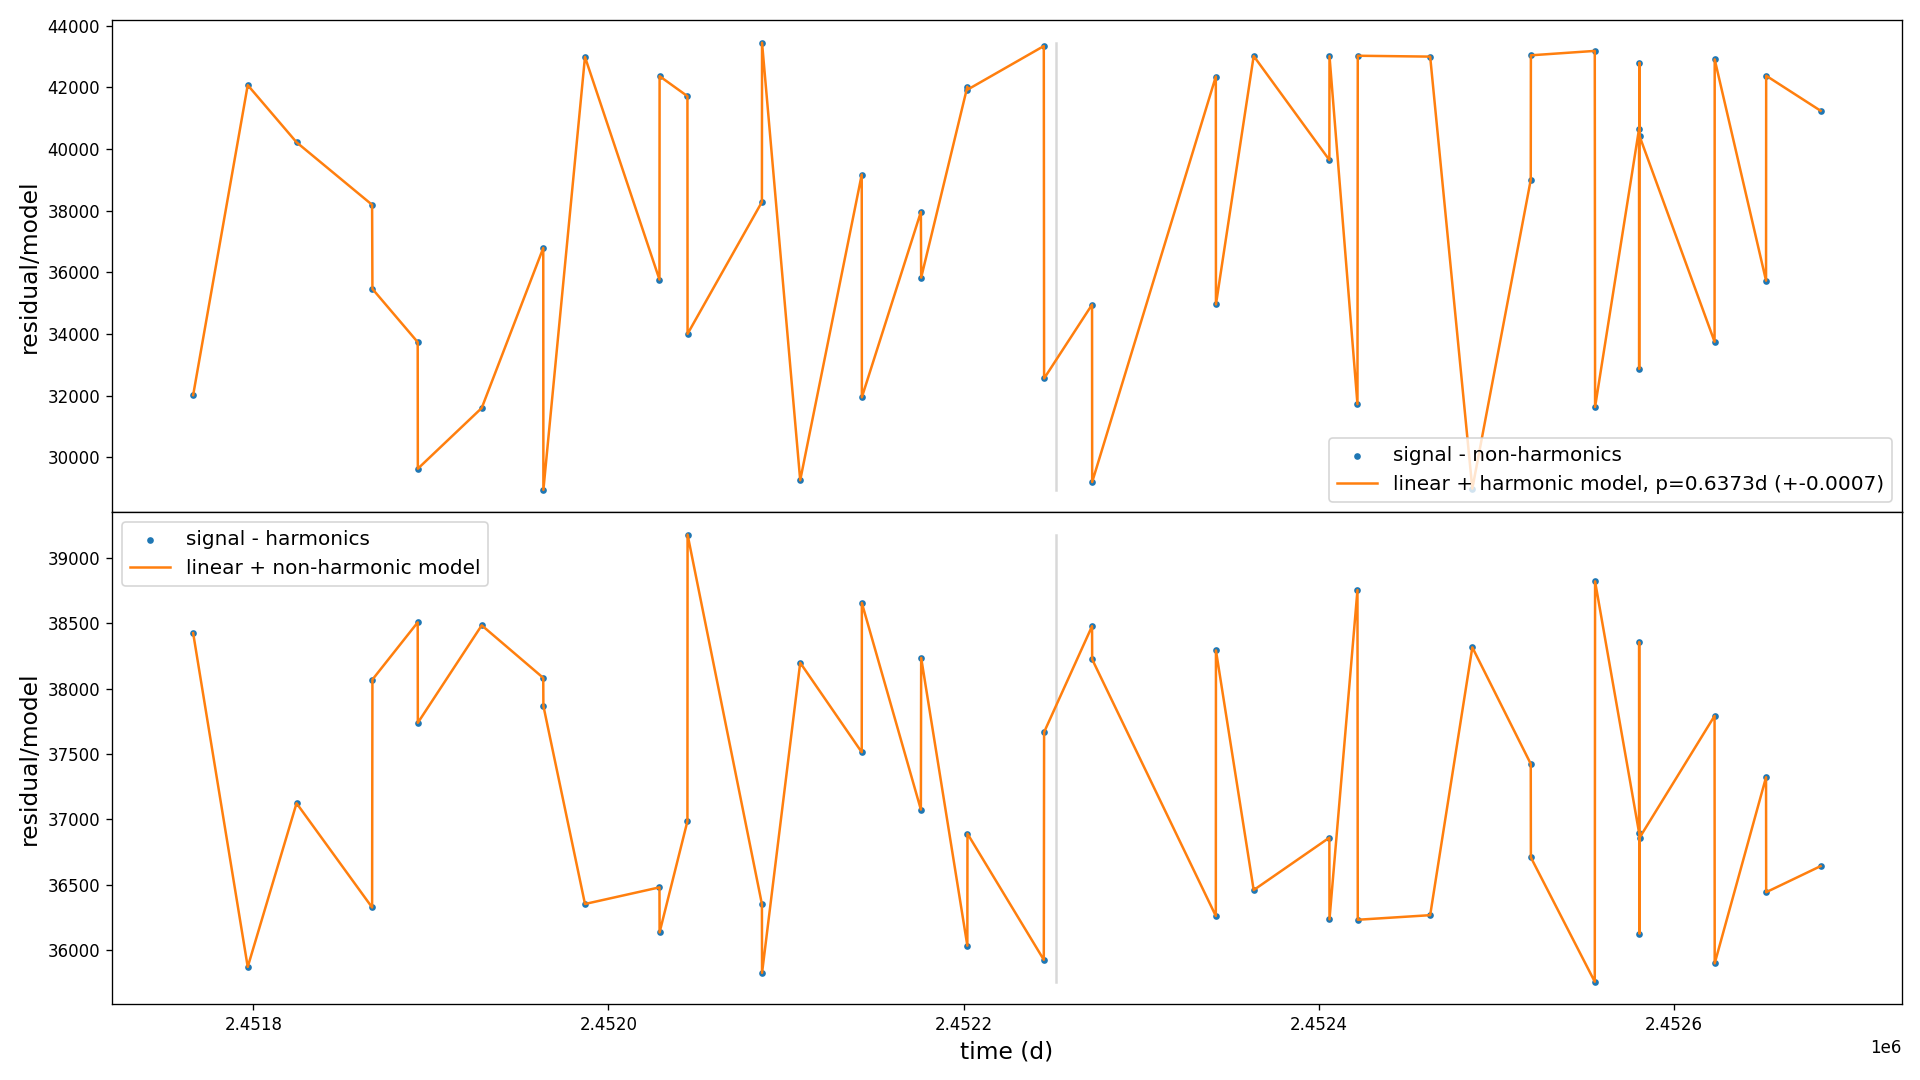 44000
42000
40000
38000
36000
34000
32000
30000
residual/model
signal - non-harmonics
linear + harmonic model, p=0.6373d (+-0.0007)
signal - harmonics
linear + non-harmonic model
39000
38500
38000
37500
37000
36500
36000
residual/model
2.4518 2.4520 2.4522 2.4524 2.4526
time (d)
1e6